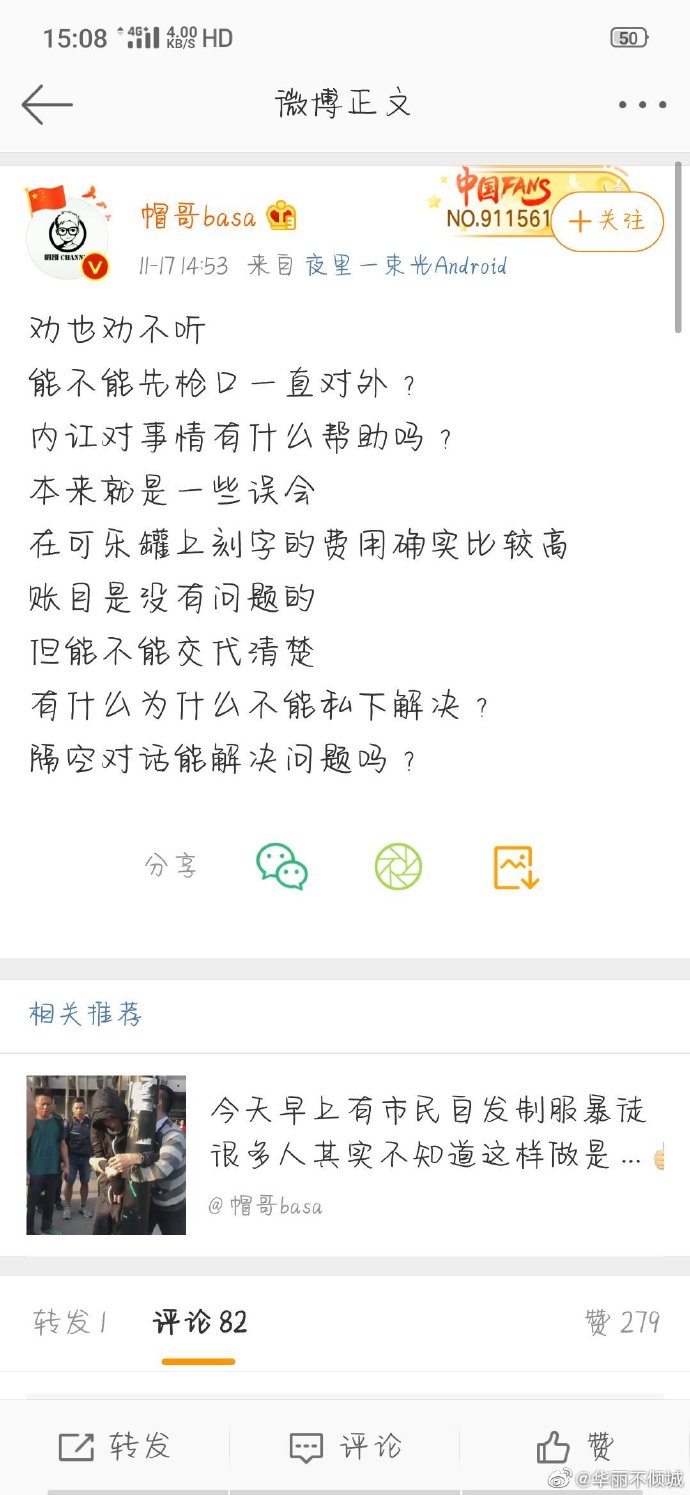 15:08 4G+ 4.00 KB/S HD 50
微博正文
中国FANS
帽哥basa
NO.911561
+关注
CHANN
11-17 14:53 来自 夜里一束光Android
劝也劝不听
能不能先枪口一直对外？
内讧对事情有什么帮助吗？
本来就是一些误会
在可乐罐上刻字的费用确实比较高
账目是没有问题的
但能不能交代清楚
有什么为什么不能私下解决？
隔空对话能解决问题吗？
分享
相关推荐
今天早上有市民自发制服暴徒
很多人其实不知道这样做是...
@帽哥basa
转发 1 评论 82 赞 279
转发 评论 赞
@华丽不倾城